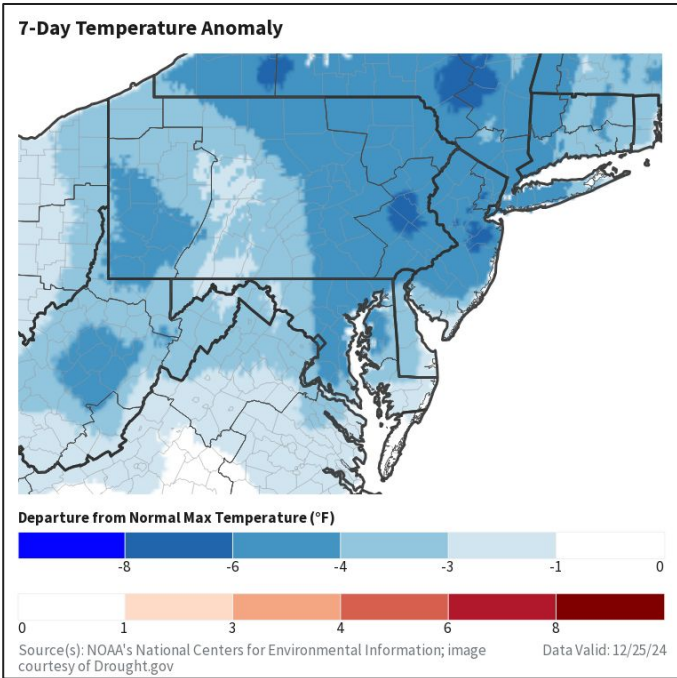 7-Day Temperature Anomaly
Departure from Normal Max Temperature (°F)
-8 -6 -4 -3 -1 0
0 1 3 4 6 8
Source(s): NOAA's National Centers for Environmental Information; image Data Valid: 12/25/24
courtesy of Drought.gov